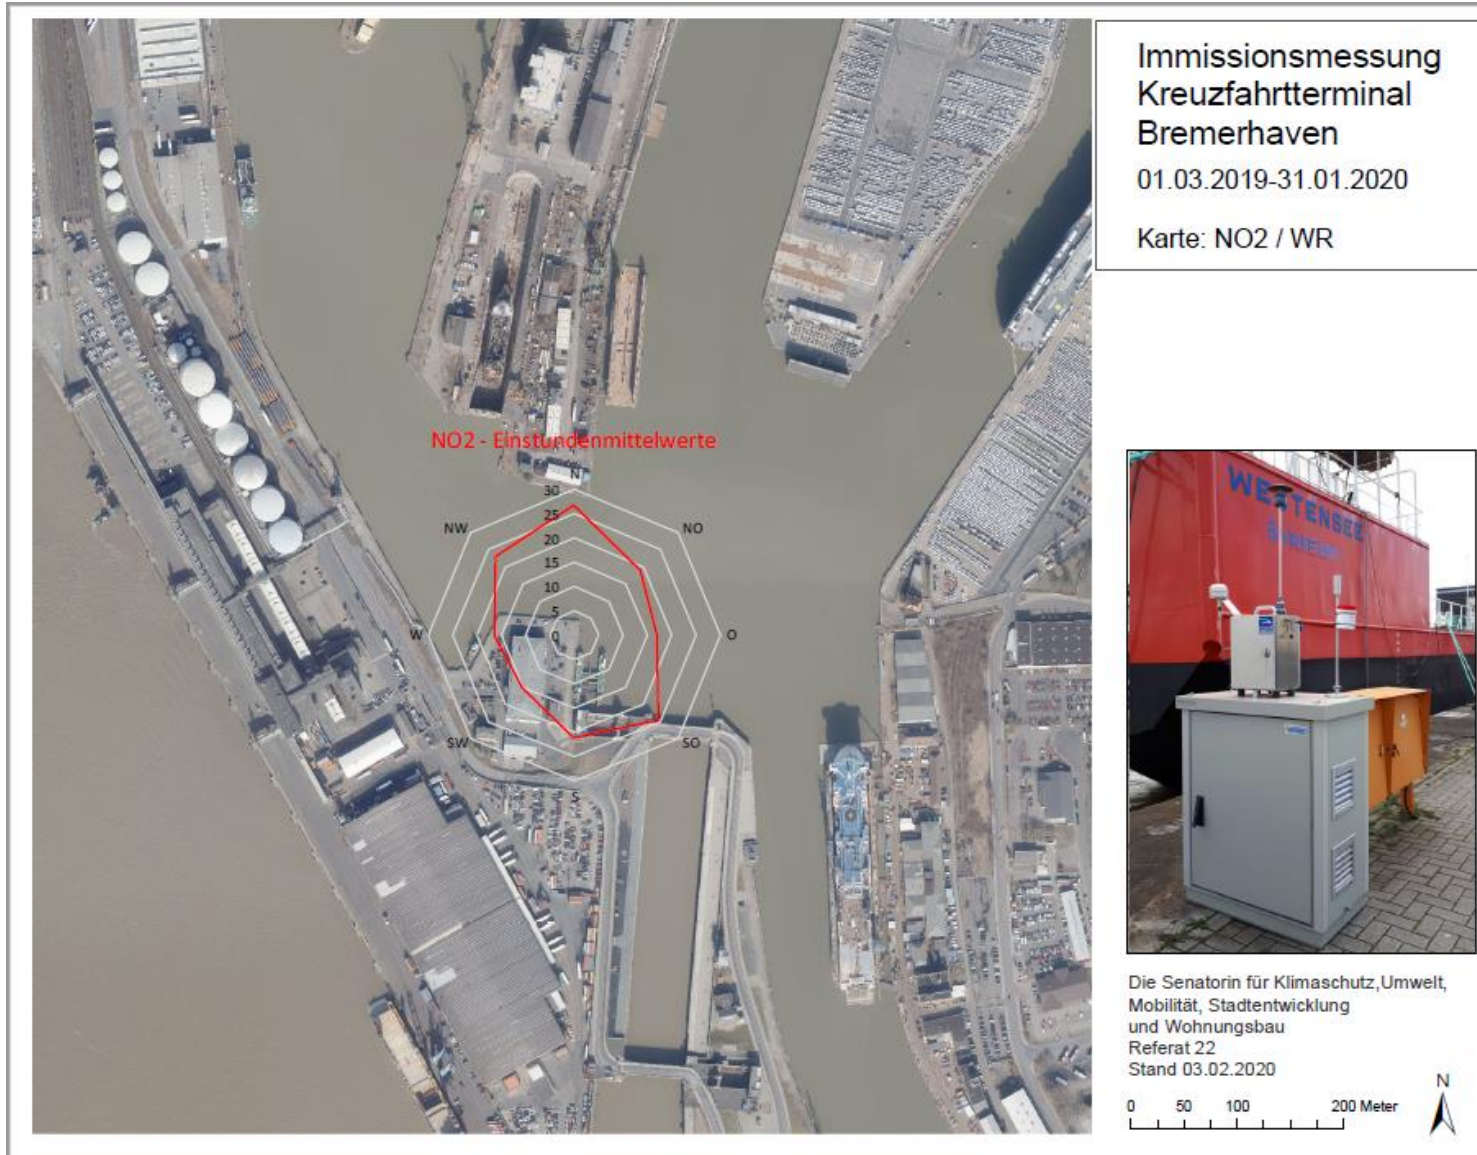 Immissionsmessung
Kreuzfahrtterminal
Bremerhaven
01.03.2019-31.01.2020
Karte: NO2 / WR
NO2 - Einstundenmittelwerte
N
30
25
20
15
10
5
0
NW
NO
W
O
SW
SO
S
WESTENSEE
Die Senatorin für Klimaschutz,Umwelt,
Mobilität, Stadtentwicklung
und Wohnungsbau
Referat 22
Stand 03.02.2020
N
0 50 100 200 Meter